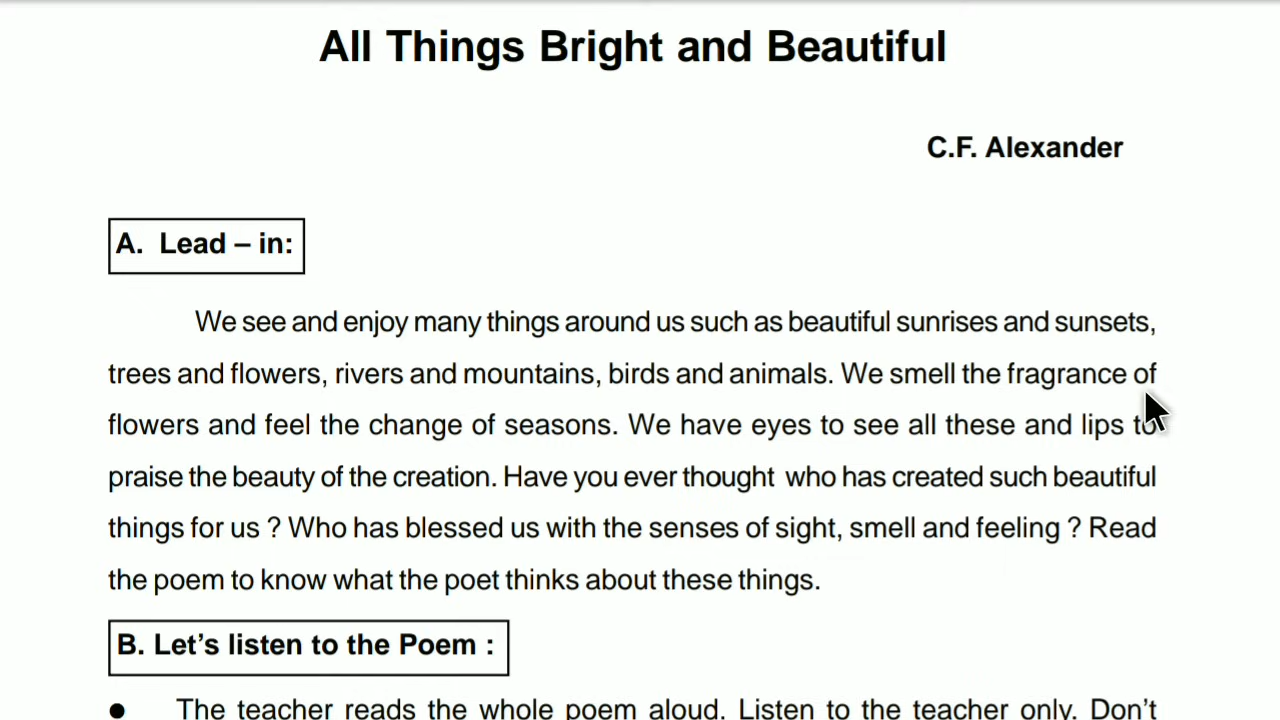 All Things Bright and Beautiful
C.F. Alexander
A. Lead – in:
We see and enjoy many things around us such as beautiful sunrises and sunsets,
trees and flowers, rivers and mountains, birds and animals. We smell the fragrance of
flowers and feel the change of seasons. We have eyes to see all these and lips to
praise the beauty of the creation. Have you ever thought who has created such beautiful
things for us ? Who has blessed us with the senses of sight, smell and feeling ? Read
the poem to know what the poet thinks about these things.
B. Let’s listen to the Poem :
● The teacher reads the whole poem aloud. Listen to the teacher only. Don’t